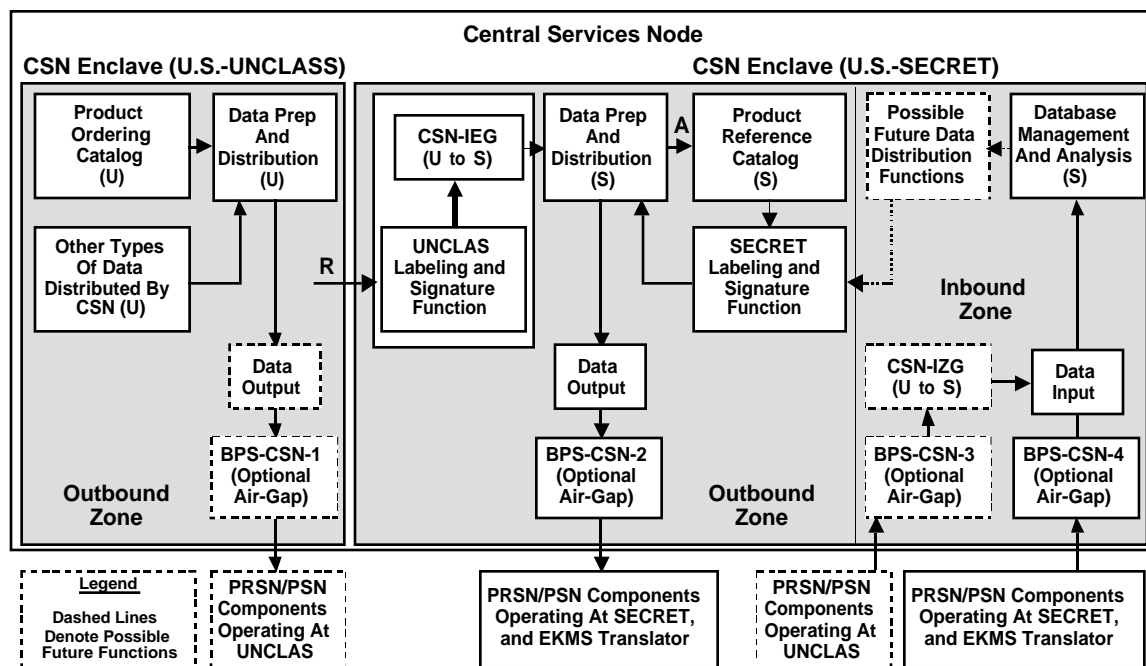 Central Services Node
CSN Enclave (U.S.-UNCLASS)
Product
Ordering
Catalog
(U)
Data Prep
And
Distribution
(U)
Other Types
Of Data
Distributed By
CSN (U)
Data
Output
BPS-CSN-1
(Optional
Air-Gap)
Outbound
Zone
R
CSN Enclave (U.S.-SECRET)
CSN-IEG
(U to S)
UNCLAS
Labeling and
Signature
Function
Data Prep
And
Distribution
(S)
A
Product
Reference
Catalog
(S)
SECRET
Labeling and
Signature
Function
Data
Output
BPS-CSN-2
(Optional
Air-Gap)
Outbound
Zone
Possible
Future Data
Distribution
Functions
Database
Management
And Analysis
(S)
Inbound
Zone
CSN-IZG
(U to S)
Data
Input
BPS-CSN-3
(Optional
Air-Gap)
BPS-CSN-4
(Optional
Air-Gap)
Legend
Dashed Lines
Denote Possible
Future Functions
PRSN/PSN
Components
Operating At
UNCLAS
PRSN/PSN Components
Operating At SECRET,
and EKMS Translator
PRSN/PSN
Components
Operating At
UNCLAS
PRSN/PSN Components
Operating At SECRET,
and EKMS Translator